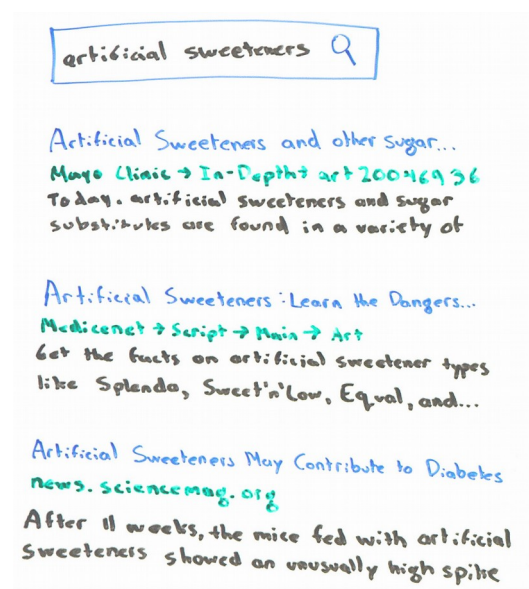 artificial sweeteners
Artificial Sweeteners and other sugar...
Mayo Clinic → In-Depth → art 20046936
Today. artificial sweeteners and sugar
substitutes are found in a variety of
Artificial Sweeteners: Learn the Dangers...
Medicenet → Script → Main → Art
Get the facts on artificial sweetener types
like Splenda, Sweet'n'Low, Equal, and...
Artificial Sweeteners May Contribute to Diabetes
news.sciencemag.org
After 11 weeks, the mice fed with artificial
sweeteners showed an unusually high spike